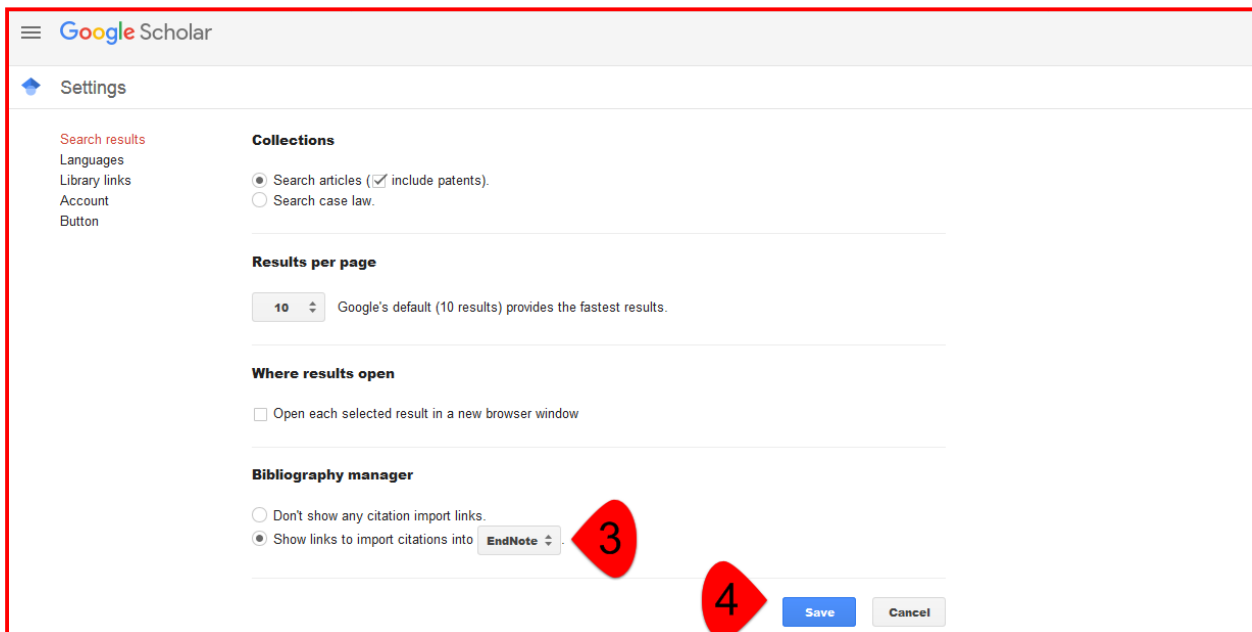 Google Scholar
Settings
Search results
Languages
Library links
Account
Button
Collections
Search articles (include patents).
Search case law.
Results per page
10 Google's default (10 results) provides the fastest results.
Where results open
Open each selected result in a new browser window
Bibliography manager
Don't show any citation import links.
Show links to import citations into EndNote . 3
4 Save Cancel